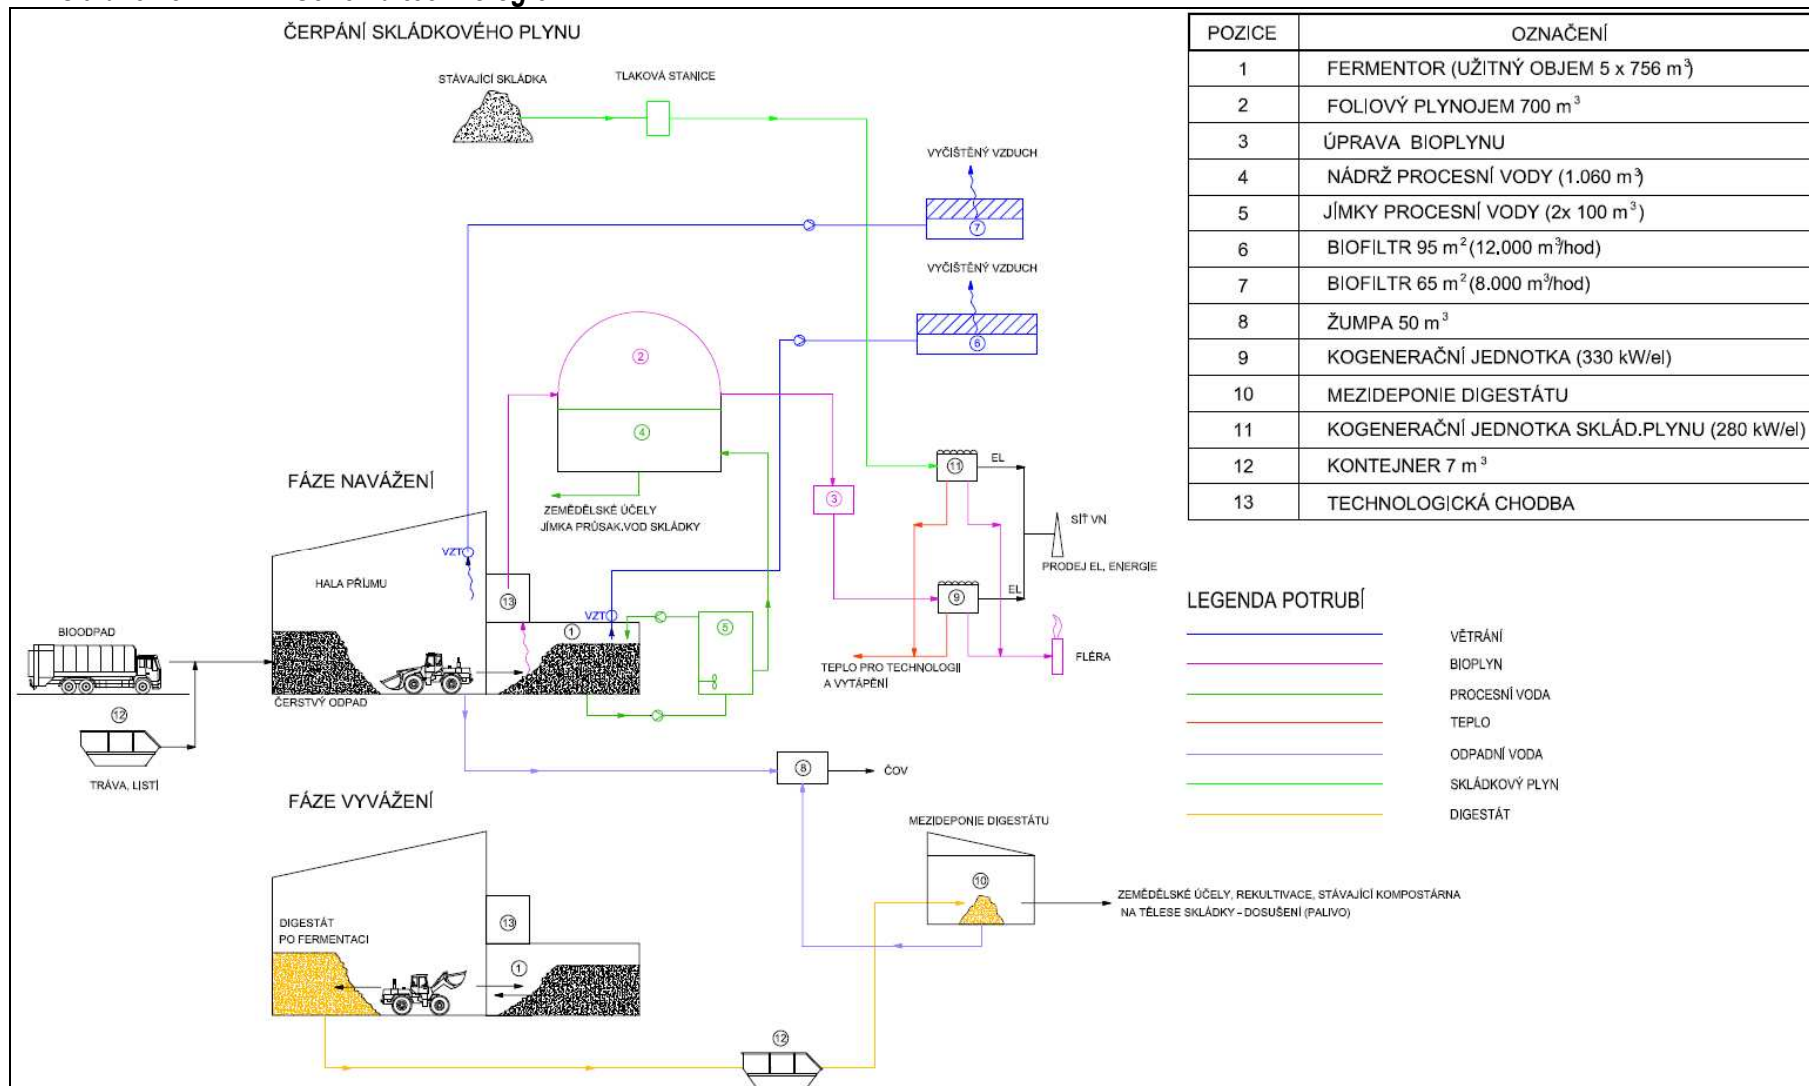 ČERPÁNÍ SKLÁDKOVÉHO PLYNU
STÁVAJÍCÍ SKLÁDKA
TLAKOVÁ STANICE
VYČIŠTĚNÝ VZDUCH
7
VYČIŠTĚNÝ VZDUCH
6
2
4
ZEMĚDĚLSKÉ ÚČELY
JÍMKA PRŮSAK.VOD SKLÁDKY
3
11
EL
SÍŤ VN
PRODEJ EL, ENERGIE
9
EL
FLÉRA
TEPLO PRO TECHNOLOGII
A VYTÁPĚNÍ
FÁZE NAVÁŽENÍ
VZT
HALA PŘÍJMU
13
VZT
1
5
BIOODPAD
ČERSTVÝ ODPAD
12
TRÁVA, LISTÍ
8
ČOV
FÁZE VYVÁŽENÍ
MEZIDEPONIE DIGESTÁTU
10
ZEMĚDĚLSKÉ ÚČELY, REKULTIVACE, STÁVAJÍCÍ KOMPOSTÁRNA
NA TĚLESE SKLÁDKY - DOSUŠENÍ (PALIVO)
13
DIGESTÁT
PO FERMENTACI
1
12
POZICE OZNAČENÍ
1 FERMENTOR (UŽITNÝ OBJEM 5 x 756 m³)
2 FOLIOVÝ PLYNOJEM 700 m³
3 ÚPRAVA BIOPLYNU
4 NÁDRŽ PROCESNÍ VODY (1.060 m³)
5 JÍMKY PROCESNÍ VODY (2x 100 m³)
6 BIOFILTR 95 m² (12.000 m³/hod)
7 BIOFILTR 65 m² (8.000 m³/hod)
8 ŽUMPA 50 m³
9 KOGENERAČNÍ JEDNOTKA (330 kW/el)
10 MEZIDEPONIE DIGESTÁTU
11 KOGENERAČNÍ JEDNOTKA SKLÁD.PLYNU (280 kW/el)
12 KONTEJNER 7 m³
13 TECHNOLOGICKÁ CHODBA
LEGENDA POTRUBÍ
VĚTRÁNÍ
BIOPLYN
PROCESNÍ VODA
TEPLO
ODPADNÍ VODA
SKLÁDKOVÝ PLYN
DIGESTÁT